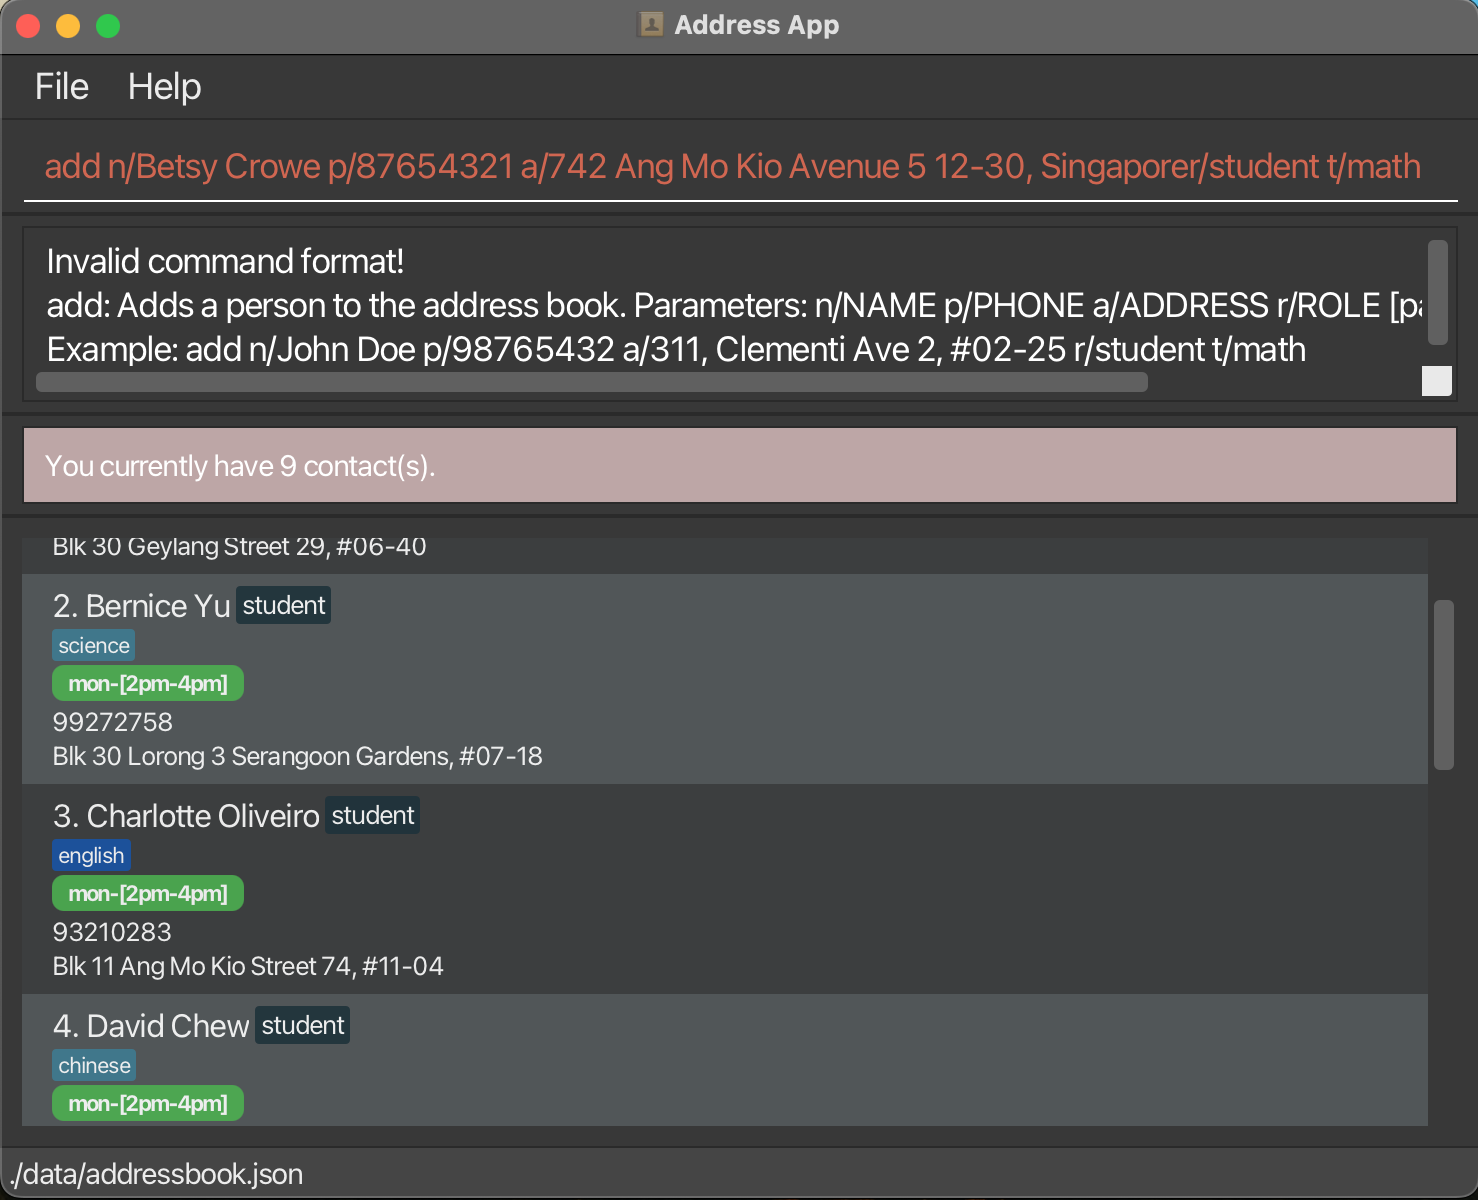 Address App
File Help
add n/Betsy Crowe p/87654321 a/742 Ang Mo Kio Avenue 5 12-30, Singaporer/student t/math
Invalid command format!
add: Adds a person to the address book. Parameters: n/NAME p/PHONE a/ADDRESS r/ROLE
Example: add n/John Doe p/98765432 a/311, Clementi Ave 2, #02-25 r/student t/math
You currently have 9 contact(s).
Blk 30 Geylang Street 29, #06-40
2. Bernice Yu student
science
mon-[2pm-4pm]
99272758
Blk 30 Lorong 3 Serangoon Gardens, #07-18
3. Charlotte Oliveiro student
english
mon-[2pm-4pm]
93210283
Blk 11 Ang Mo Kio Street 74, #11-04
4. David Chew student
chinese
mon-[2pm-4pm]
./data/addressbook.json